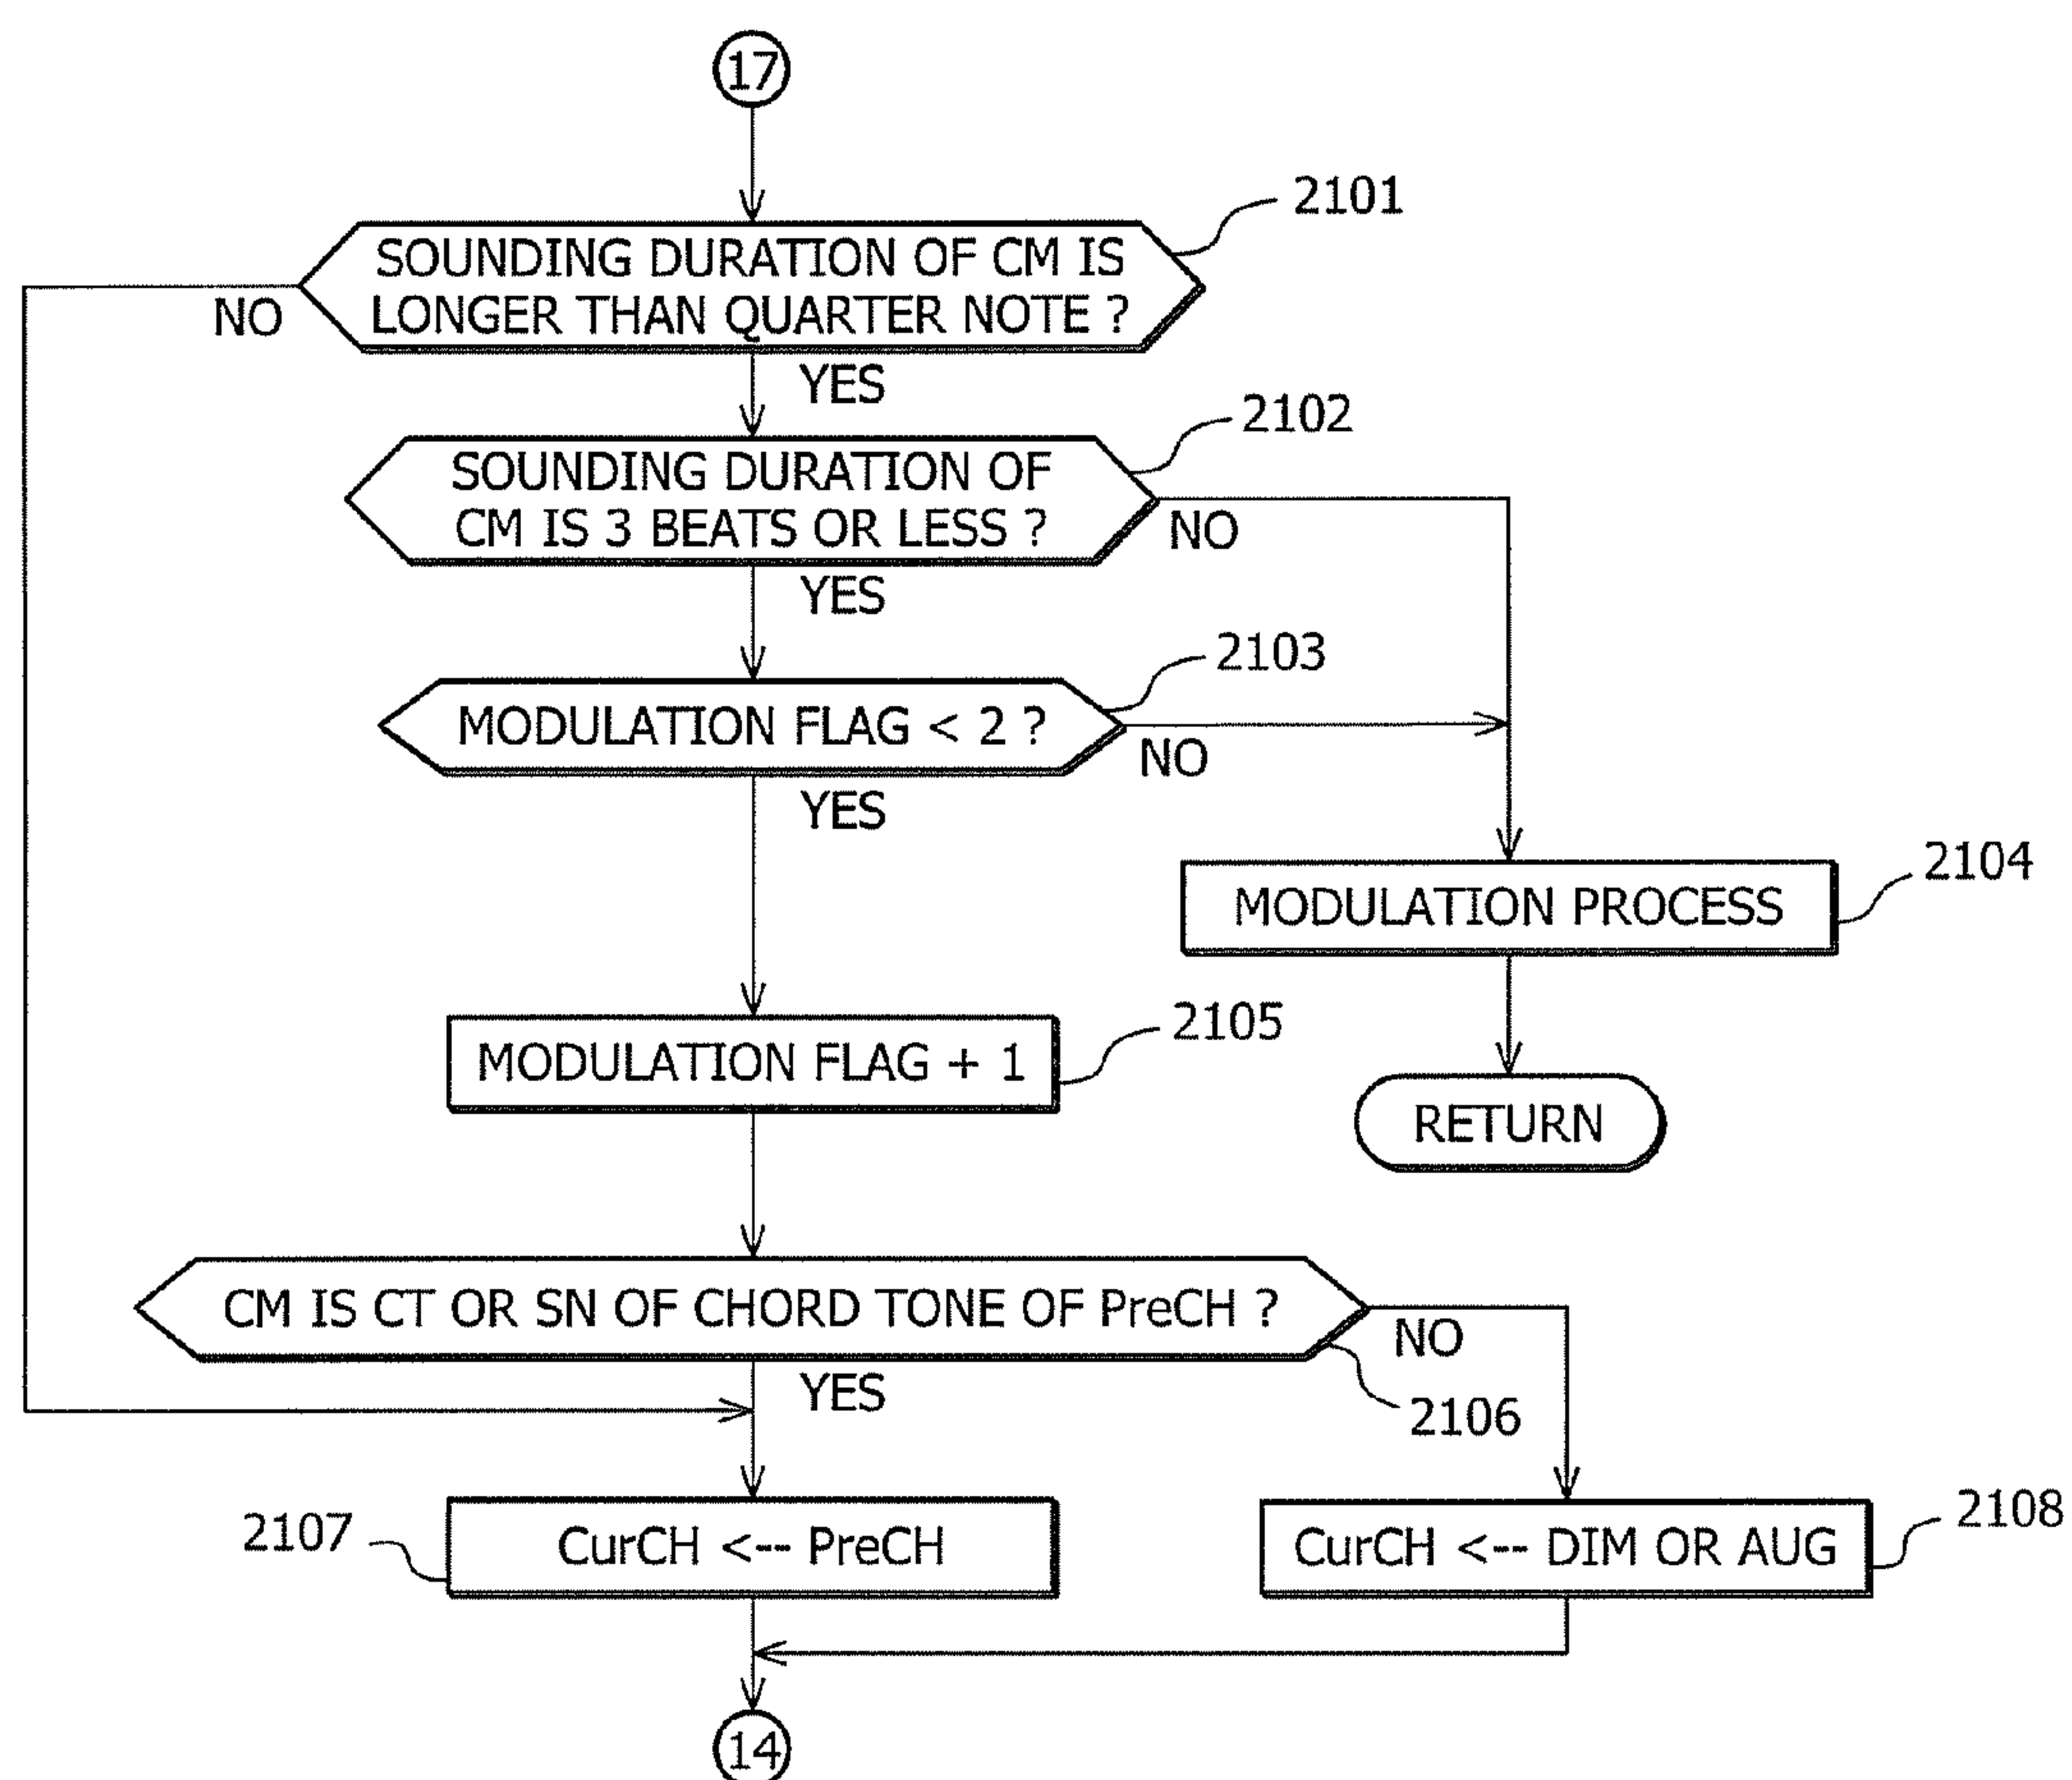 17
2101
SOUNDING DURATION OF CM IS
LONGER THAN QUARTER NOTE ?
NO
YES
2102
SOUNDING DURATION OF
CM IS 3 BEATS OR LESS ?
NO
YES
2103
MODULATION FLAG < 2 ?
NO
YES
2104
MODULATION PROCESS
2105
MODULATION FLAG + 1
RETURN
CM IS CT OR SN OF CHORD TONE OF PreCH ?
NO
YES
2106
2107
CurCH <-- PreCH
2108
CurCH <-- DIM OR AUG
14